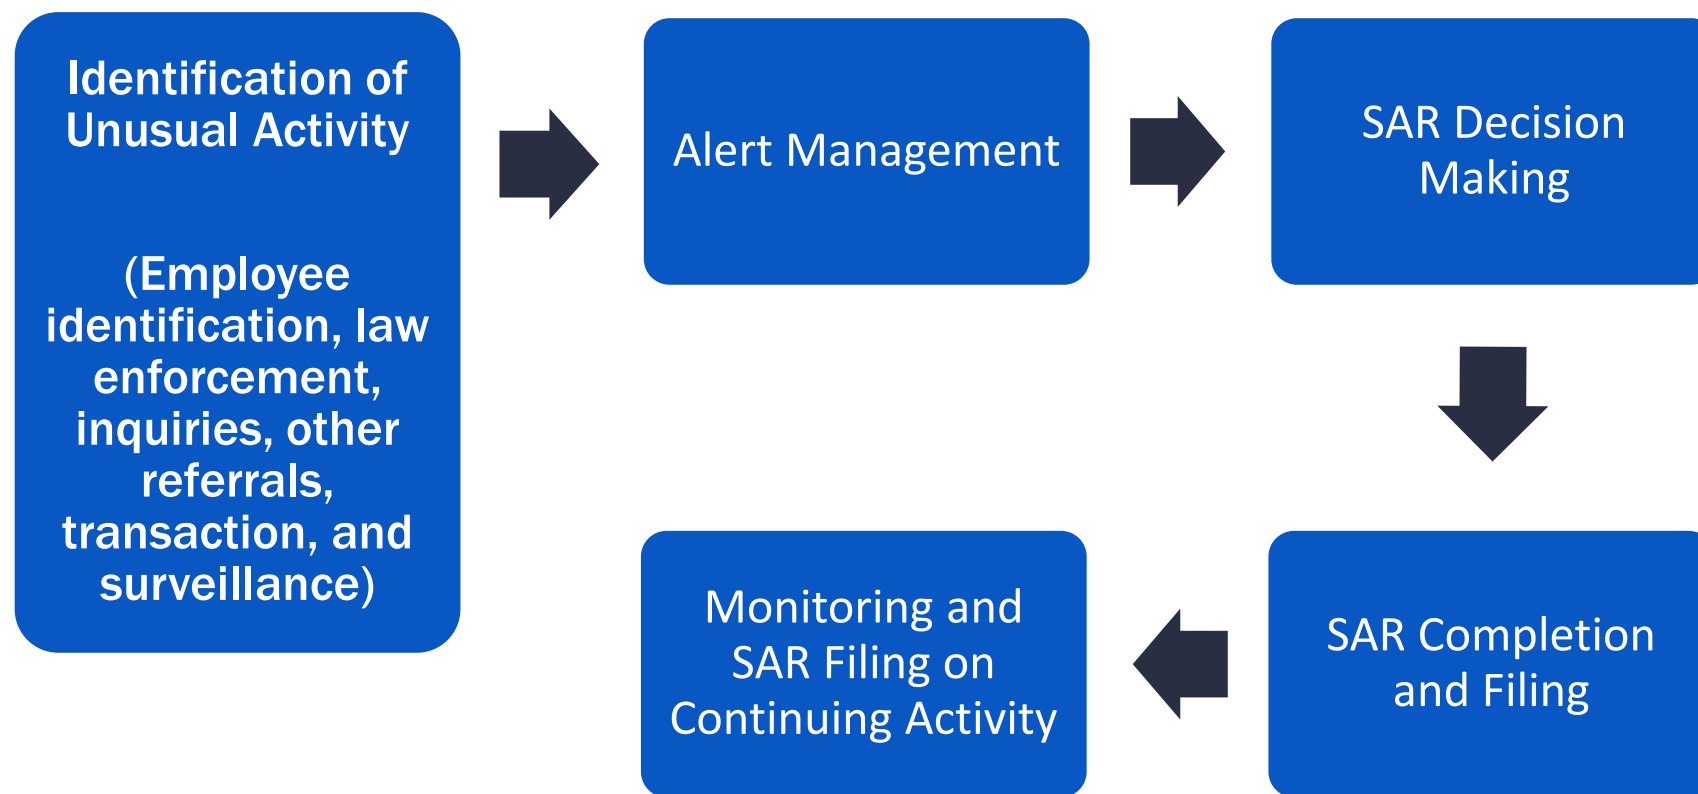 Identification of
Unusual Activity
(Employee
identification, law
enforcement,
inquiries, other
referrals,
transaction, and
surveillance)
Alert Management
SAR Decision
Making
SAR Completion
and Filing
Monitoring and
SAR Filing on
Continuing Activity